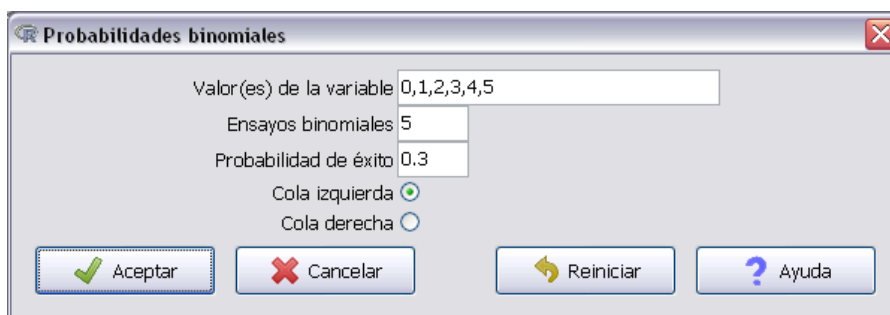 Probabilidades binomiales
Valor(es) de la variable 0,1,2,3,4,5
Ensayos binomiales 5
Probabilidad de éxito 0.3
Cola izquierda
Cola derecha
Aceptar Cancelar Reiniciar Ayuda